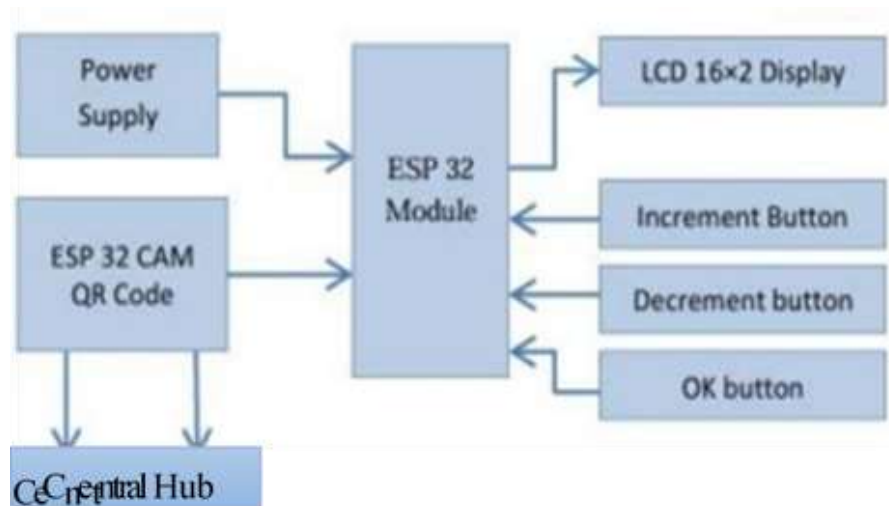 Power
Supply
ESP 32 CAM
QR Code
ESP 32
Module
LCD 16×2 Display
Increment Button
Decrement button
OK button
Central Hub